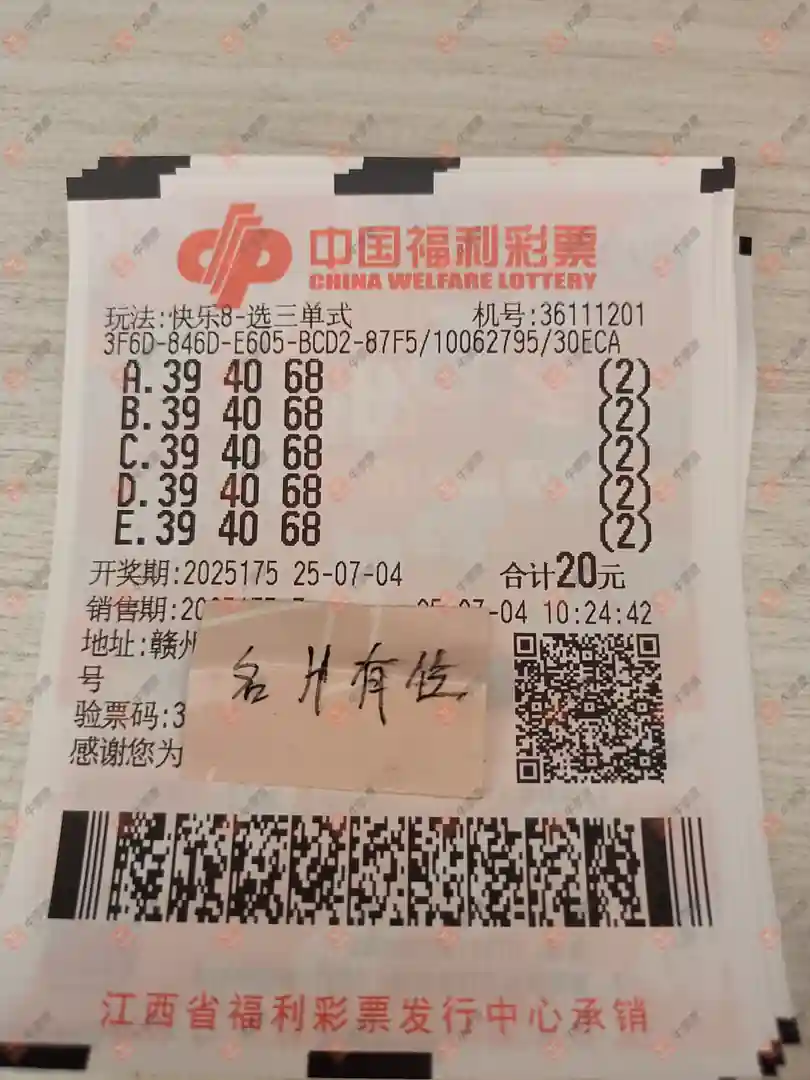 中国福利彩票
CHINA WELFARE LOTTERY
玩法:快乐8-选三单式 机号:36111201
3F6D-846D-E605-BCD2-87F5/10062795/30ECA
A.39 40 68 (2)
B.39 40 68 (2)
C.39 40 68 (2)
D.39 40 68 (2)
E.39 40 68 (2)
开奖期:2025175 25-07-04 合计20元
销售期:20 -04 10:24:42
地址:赣州
号
验票码:3
感谢您为
有位
江西省福利彩票发行中心承销